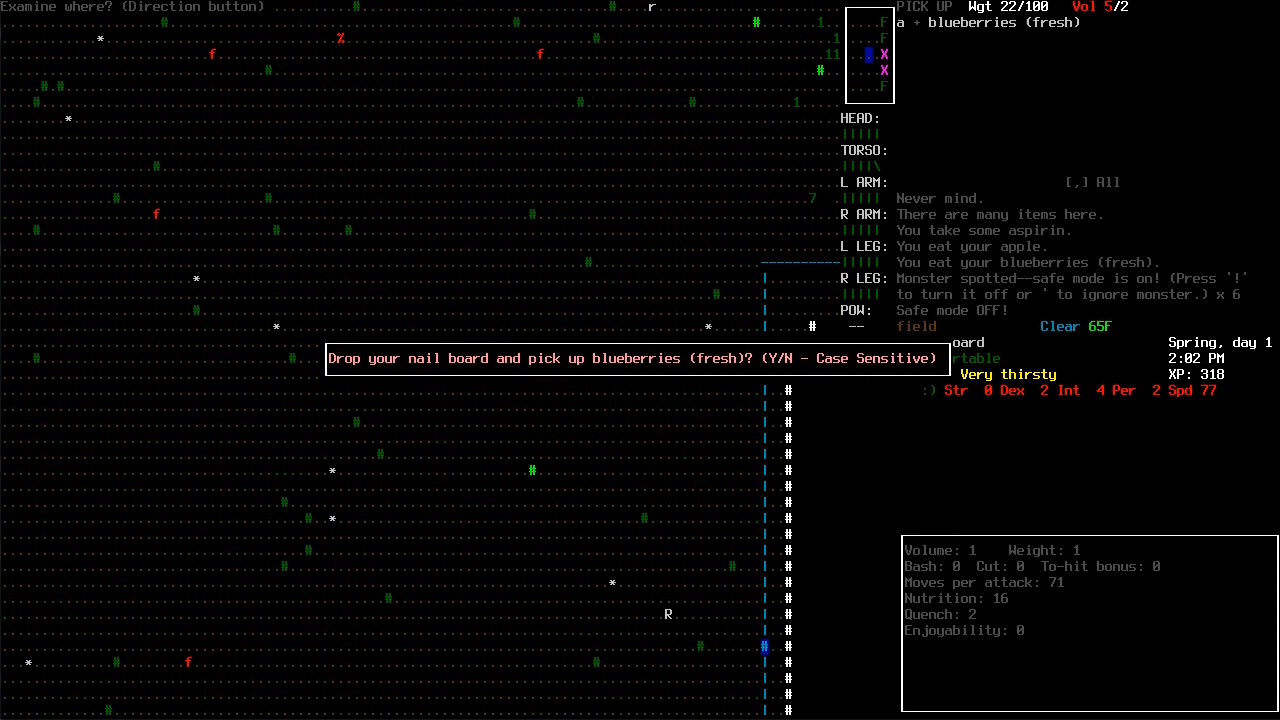 Examine where? (Direction button)
PICK UP  Wgt 22/100  Vol 5/2
a + blueberries (fresh)
HEAD:
TORSO:
L ARM:
[,] All
Never mind.
R ARM:
There are many items here.
You take some aspirin.
L LEG:
You eat your apple.
You eat your blueberries (fresh).
R LEG:
Monster spotted--safe mode is on! (Press '!'
to turn it off or ' to ignore monster.) x 6
POW:
Safe mode OFF!
--
field
Clear 65F
oard
Spring, day 1
Drop your nail board and pick up blueberries (fresh)? (Y/N - Case Sensitive)
rtable
2:02 PM
Very thirsty
XP: 318
:) Str  0 Dex  2 Int  4 Per  2 Spd 77
Volume: 1    Weight: 1
Bash: 0  Cut: 0  To-hit bonus: 0
Moves per attack: 71
Nutrition: 16
Quench: 2
Enjoyability: 0